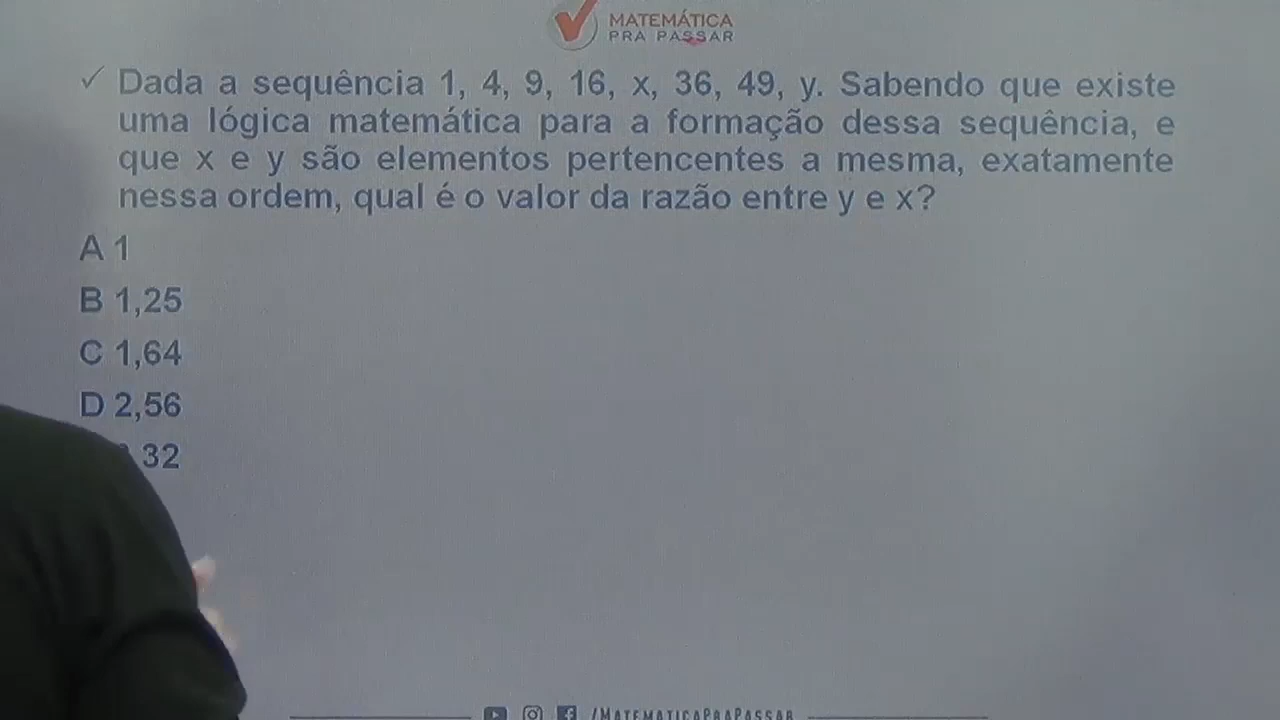 MATEMÁTICA
PRA PASSAR
✓ Dada a sequência 1, 4, 9, 16, x, 36, 49, y. Sabendo que existe
uma lógica matemática para a formação dessa sequência, e
que x e y são elementos pertencentes a mesma, exatamente
nessa ordem, qual é o valor da razão entre y e x?
A 1
B 1,25
C 1,64
D 2,56
32
/MATEMATICAPRAPASSAR